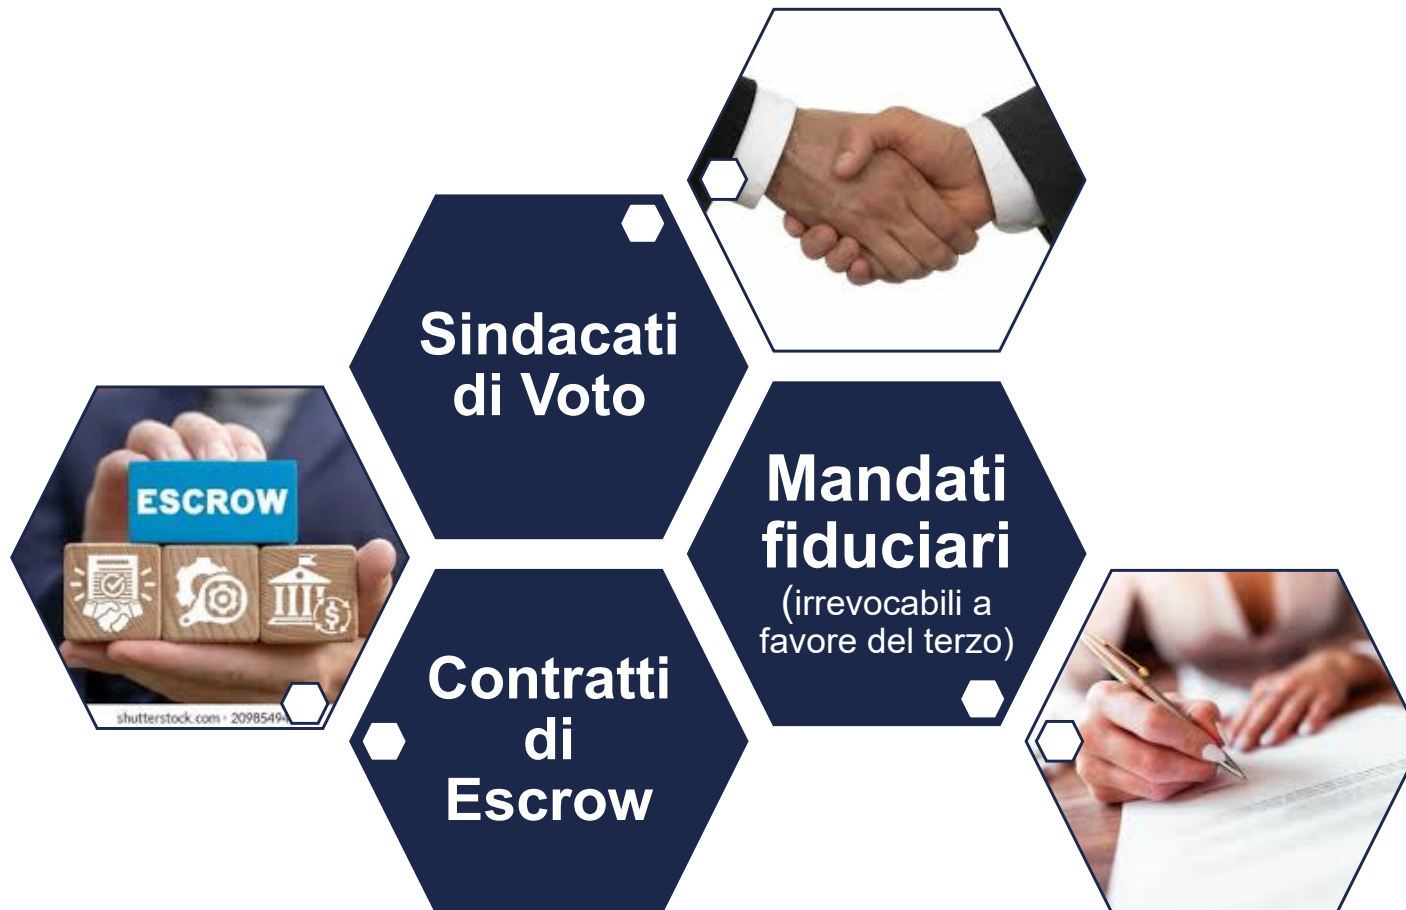 Sindacati
di Voto
Mandati
fiduciari
(irrevocabili a
favore del terzo)
ESCROW
shutterstock.com ·
Contratti
di
Escrow